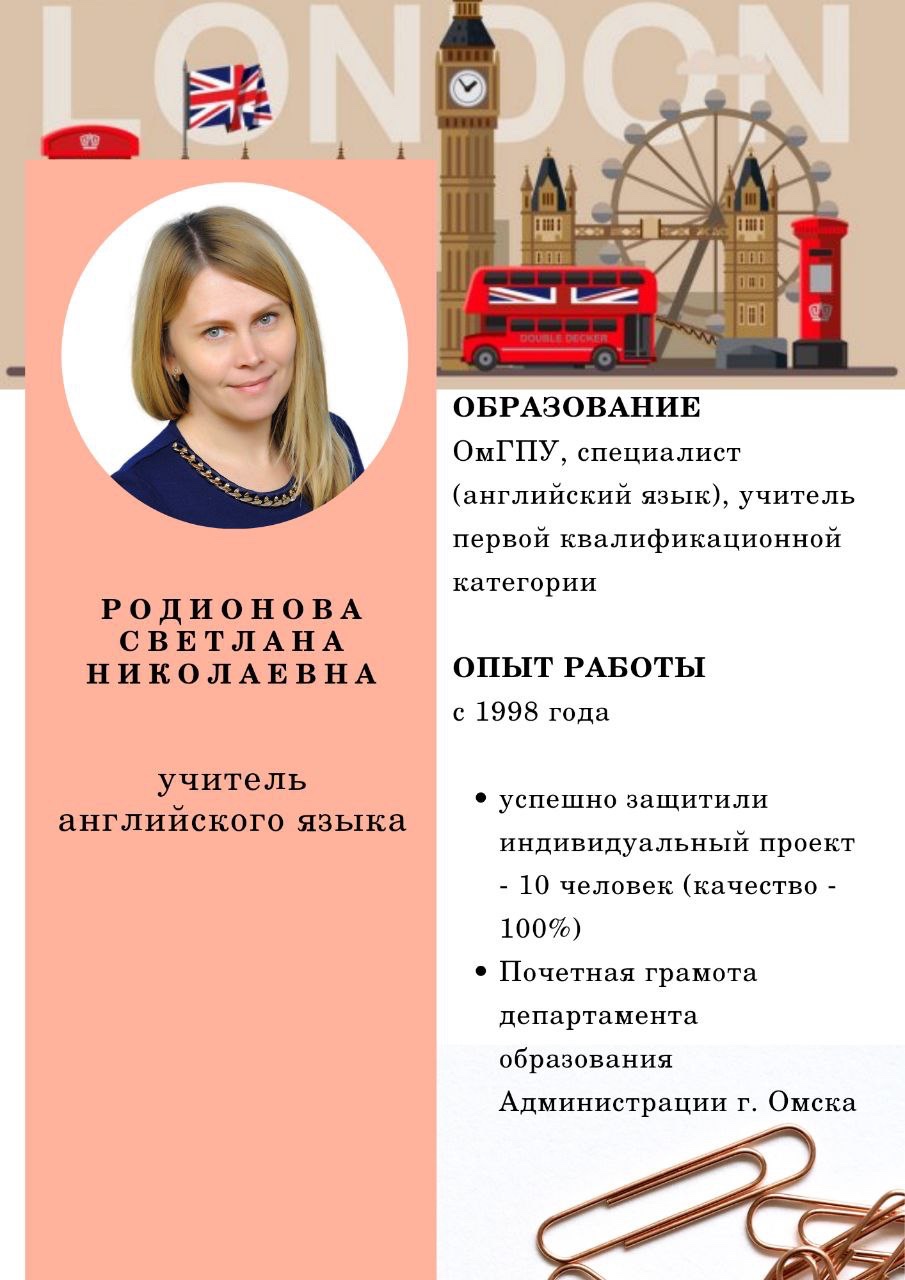 LONDON
DOUBLE DECKER
РОДИОНОВА
СВЕТЛАНА
НИКОЛАЕВНА
учитель
английского языка
ОБРАЗОВАНИЕ
ОмГПУ, специалист
(английский язык), учитель
первой квалификационной
категории
ОПЫТ РАБОТЫ
с 1998 года
• успешно защитили
индивидуальный проект
- 10 человек (качество -
100%)
• Почетная грамота
департамента
образования
Администрации г. Омска